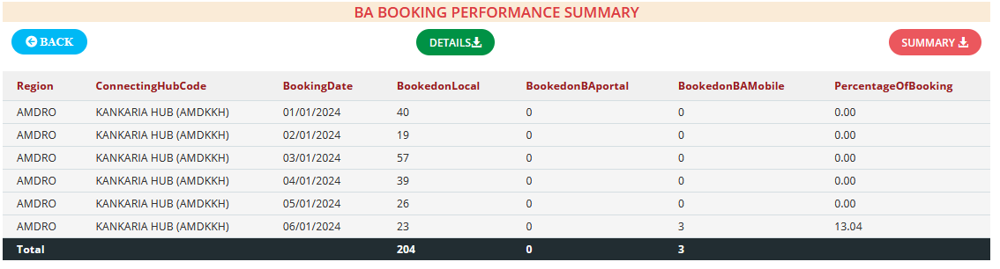 BA BOOKING PERFORMANCE SUMMARY
BACK DETAILS SUMMARY
Region ConnectingHubCode BookingDate BookedonLocal BookedonBAportal BookedonBAMobile PercentageOfBooking
AMDRO KANKARIA HUB (AMDKKH) 01/01/2024 40 0 0 0.00
AMDRO KANKARIA HUB (AMDKKH) 02/01/2024 19 0 0 0.00
AMDRO KANKARIA HUB (AMDKKH) 03/01/2024 57 0 0 0.00
AMDRO KANKARIA HUB (AMDKKH) 04/01/2024 39 0 0 0.00
AMDRO KANKARIA HUB (AMDKKH) 05/01/2024 26 0 0 0.00
AMDRO KANKARIA HUB (AMDKKH) 06/01/2024 23 0 3 13.04
Total 204 0 3